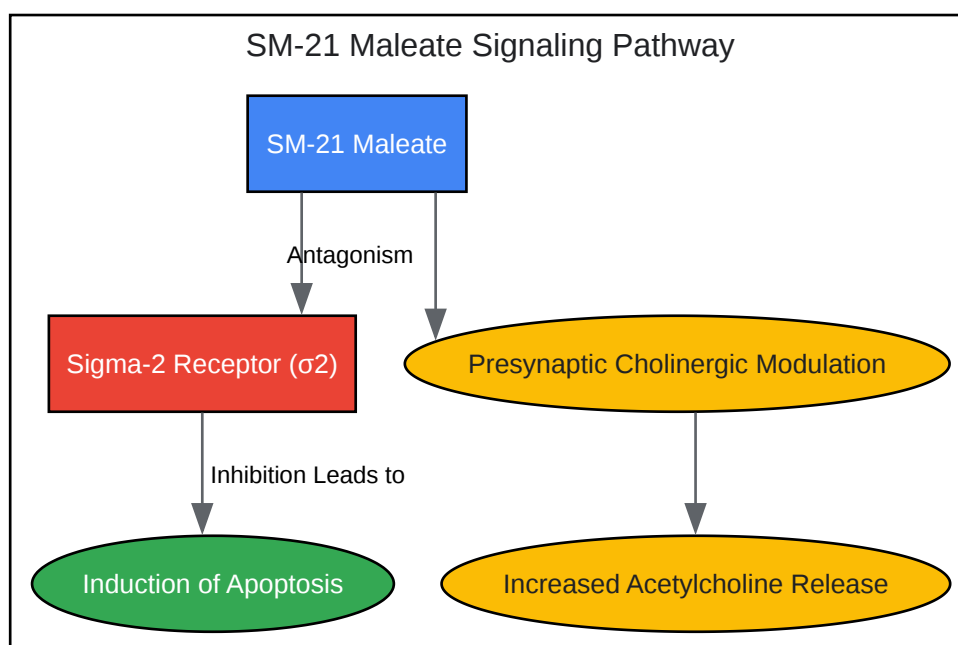 SM-21 Maleate Signaling Pathway
SM-21 Maleate
Antagonism
Sigma-2 Receptor (σ2)
Presynaptic Cholinergic Modulation
Inhibition Leads to
Induction of Apoptosis
Increased Acetylcholine Release